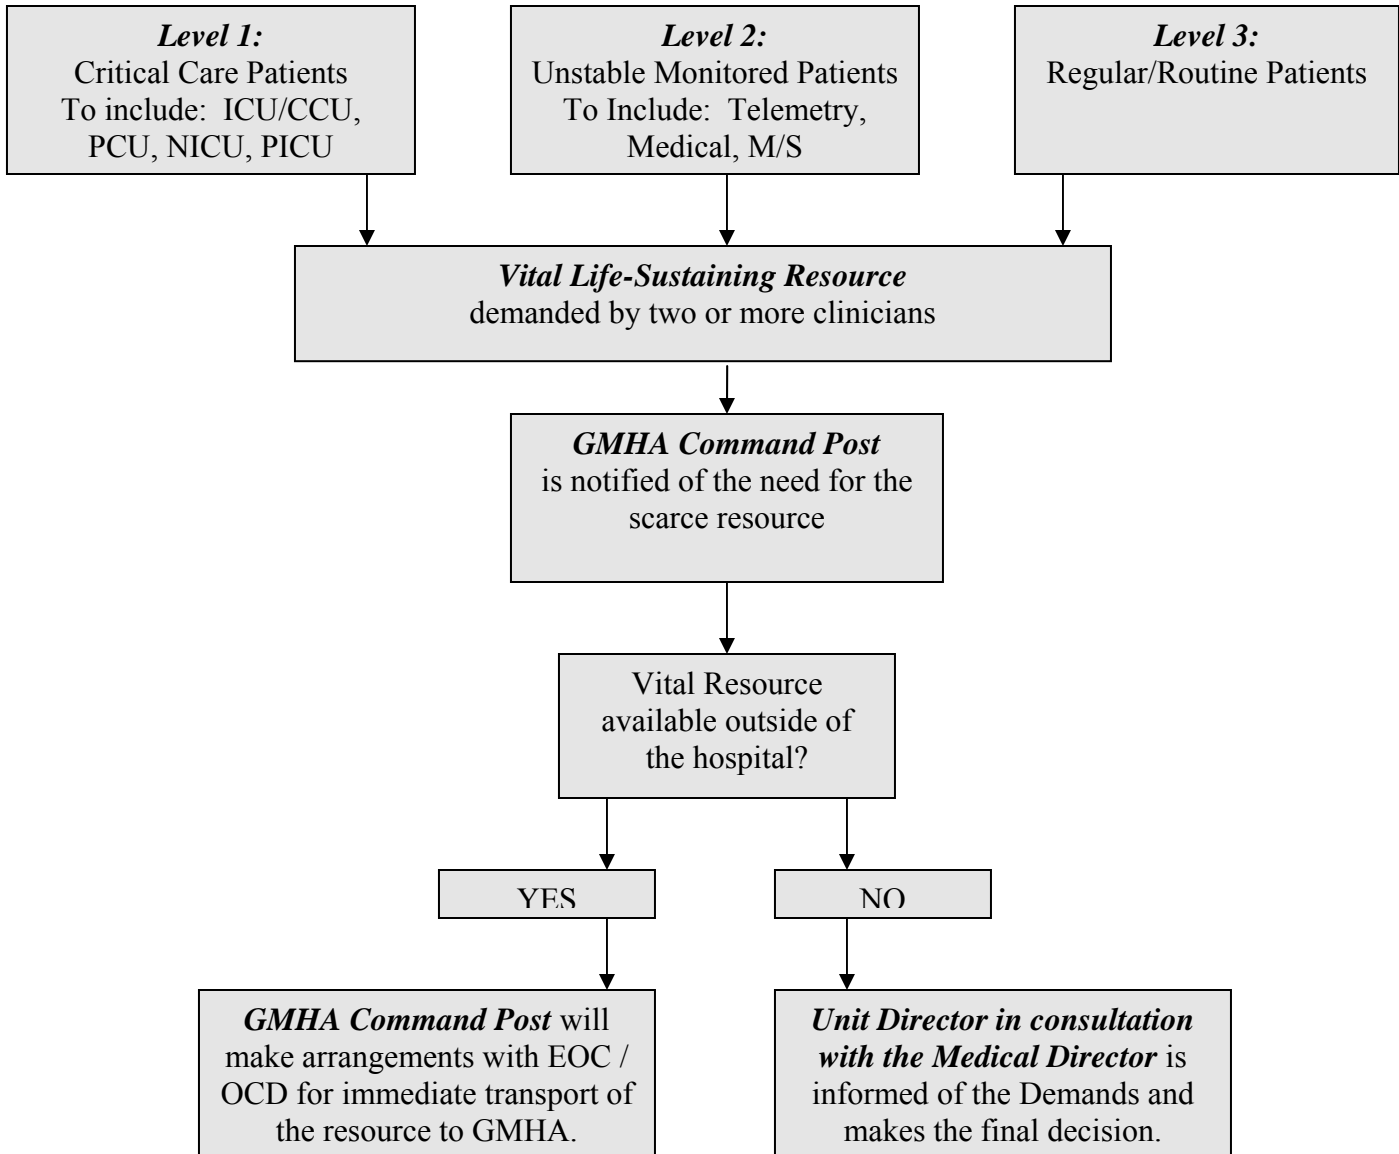 Level 1:
Critical Care Patients
To include: ICU/CCU,
PCU, NICU, PICU
Level 2:
Unstable Monitored Patients
To Include: Telemetry,
Medical, M/S
Level 3:
Regular/Routine Patients
Vital Life-Sustaining Resource
demanded by two or more clinicians
GMHA Command Post
is notified of the need for the
scarce resource
Vital Resource
available outside of
the hospital?
YES
NO
GMHA Command Post will
make arrangements with EOC /
OCD for immediate transport of
the resource to GMHA.
Unit Director in consultation
with the Medical Director is
informed of the Demands and
makes the final decision.